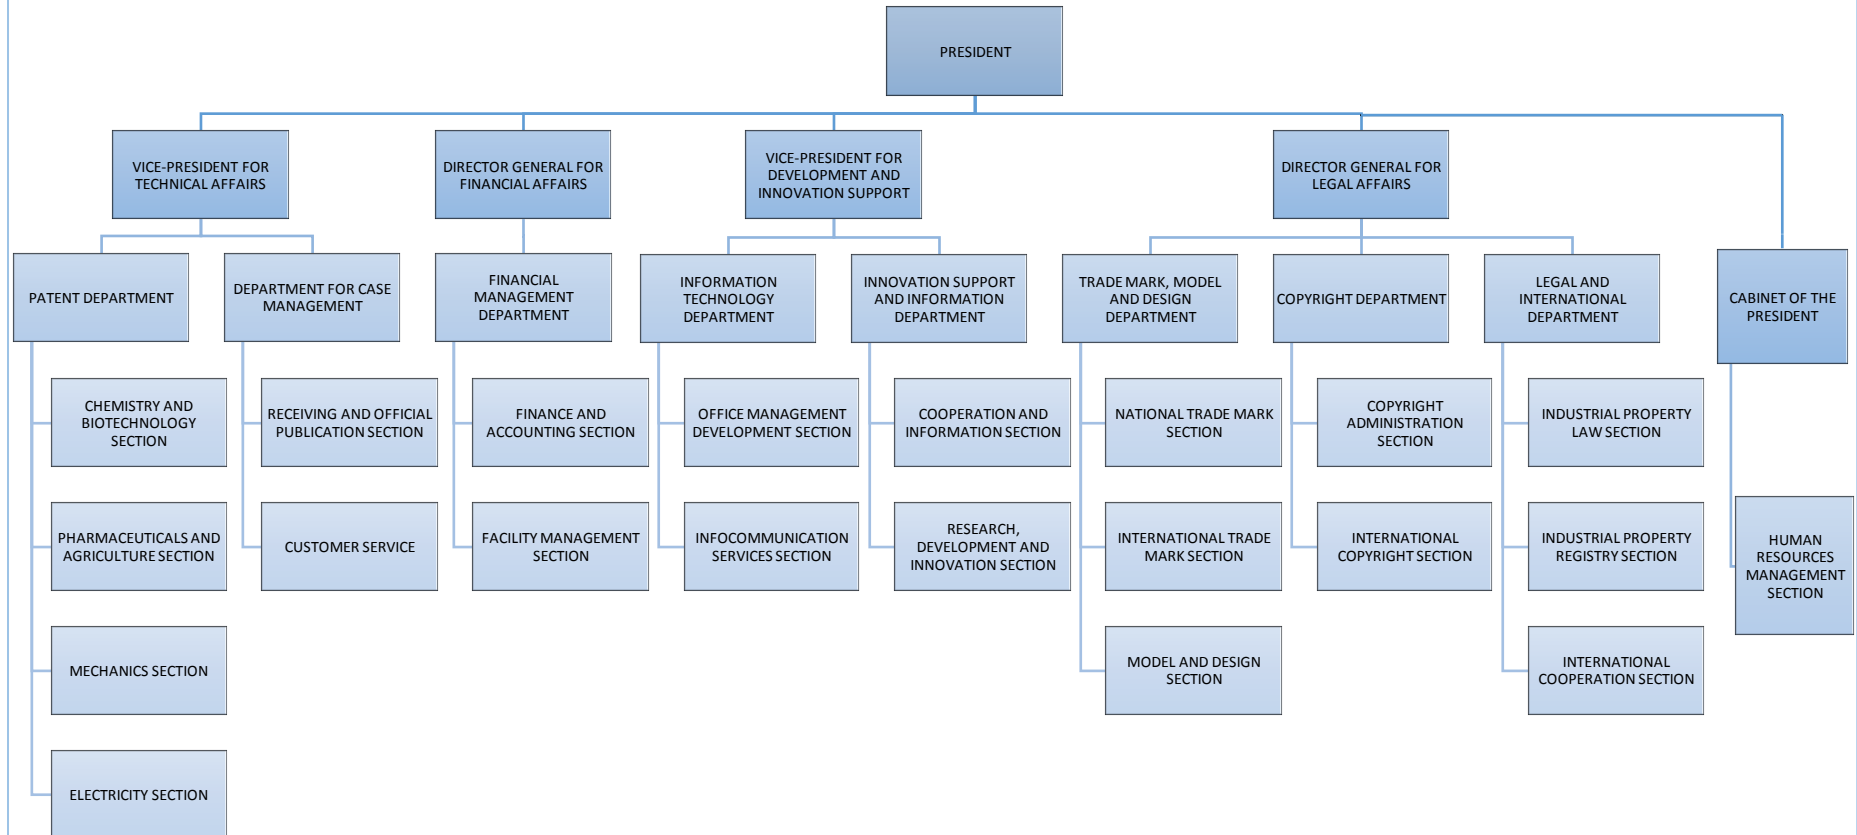 PRESIDENT
VICE-PRESIDENT FOR
TECHNICAL AFFAIRS
DIRECTOR GENERAL FOR
FINANCIAL AFFAIRS
VICE-PRESIDENT FOR
DEVELOPMENT AND
INNOVATION SUPPORT
DIRECTOR GENERAL FOR
LEGAL AFFAIRS
PATENT DEPARTMENT
DEPARTMENT FOR CASE
MANAGEMENT
FINANCIAL
MANAGEMENT
DEPARTMENT
INFORMATION
TECHNOLOGY
DEPARTMENT
INNOVATION SUPPORT
AND INFORMATION
DEPARTMENT
TRADE MARK, MODEL
AND DESIGN
DEPARTMENT
COPYRIGHT DEPARTMENT
LEGAL AND
INTERNATIONAL
DEPARTMENT
CABINET OF THE
PRESIDENT
CHEMISTRY AND
BIOTECHNOLOGY
SECTION
RECEIVING AND OFFICIAL
PUBLICATION SECTION
FINANCE AND
ACCOUNTING SECTION
OFFICE MANAGEMENT
DEVELOPMENT SECTION
COOPERATION AND
INFORMATION SECTION
NATIONAL TRADE MARK
SECTION
COPYRIGHT
ADMINISTRATION
SECTION
INDUSTRIAL PROPERTY
LAW SECTION
PHARMACEUTICALS AND
AGRICULTURE SECTION
CUSTOMER SERVICE
FACILITY MANAGEMENT
SECTION
INFOCOMMUNICATION
SERVICES SECTION
RESEARCH,
DEVELOPMENT AND
INNOVATION SECTION
INTERNATIONAL TRADE
MARK SECTION
INTERNATIONAL
COPYRIGHT SECTION
INDUSTRIAL PROPERTY
REGISTRY SECTION
HUMAN
RESOURCES
MANAGEMENT
SECTION
MECHANICS SECTION
MODEL AND DESIGN
SECTION
INTERNATIONAL
COOPERATION SECTION
ELECTRICITY SECTION